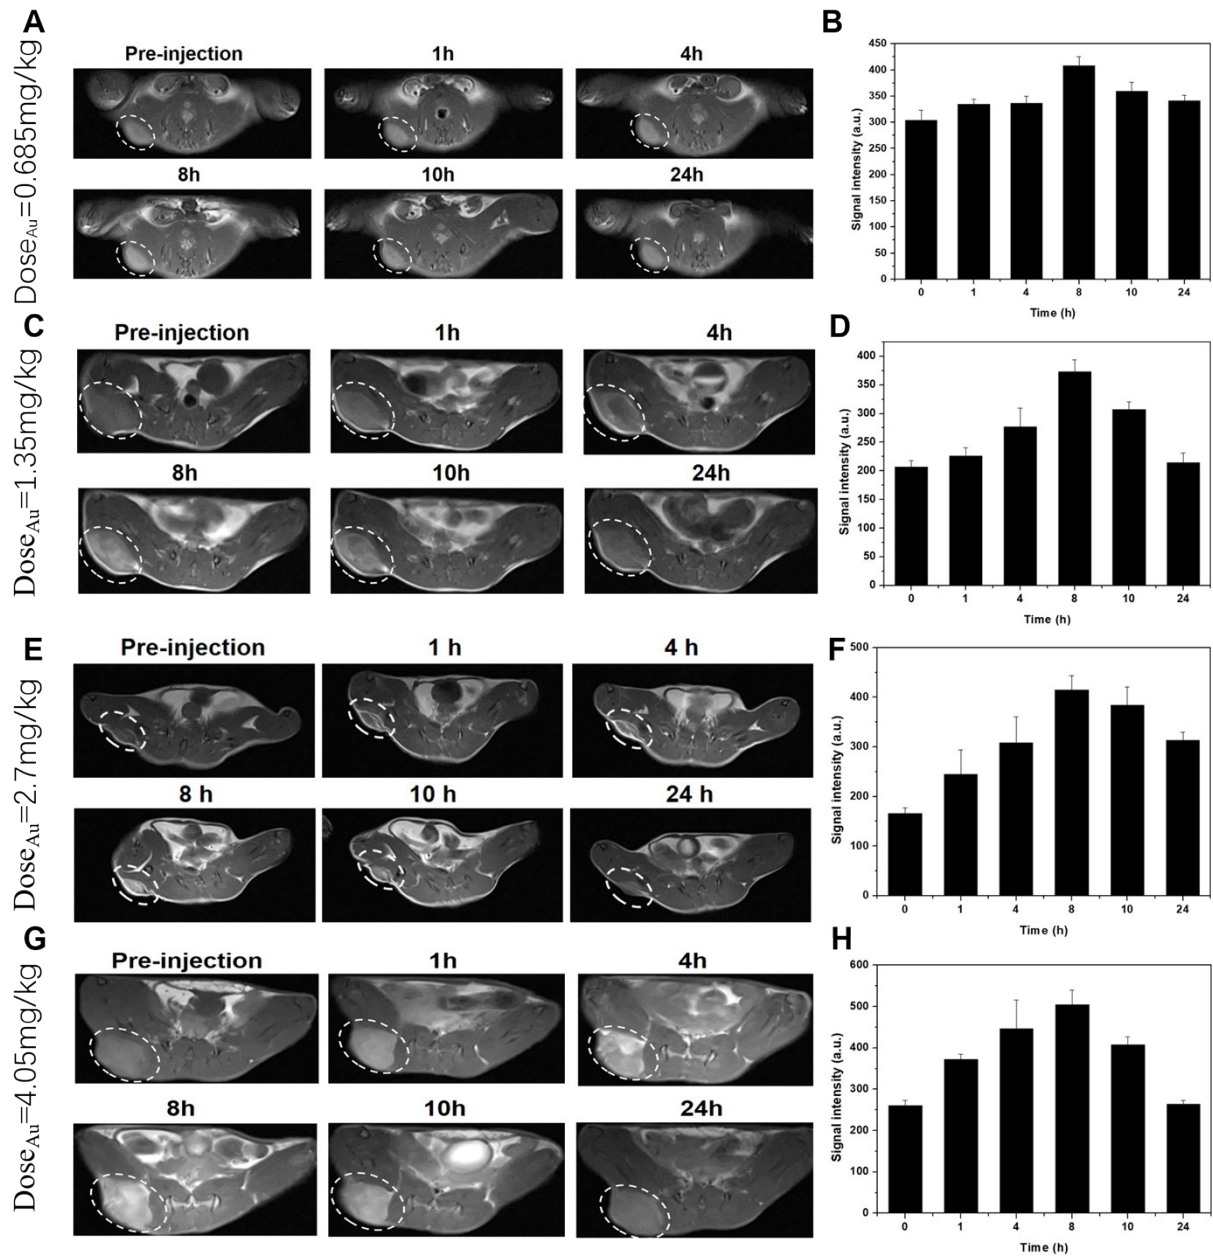 A
Dose_Au=0.685mg/kg
Pre-injection 1h 4h
8h 10h 24h
B
Signal intensity (a.u.)
450
400
350
300
250
200
150
100
50
0
0 1 4 8 10 24
Time (h)
C
Dose_Au=1.35mg/kg
Pre-injection 1h 4h
8h 10h 24h
D
Signal intensity (a.u.)
400
350
300
250
200
150
100
50
0
0 1 4 8 10 24
Time (h)
E
Dose_Au=2.7mg/kg
Pre-injection 1 h 4 h
8 h 10 h 24 h
F
Signal intensity (a.u.)
500
400
300
200
100
0
0 1 4 8 10 24
Time (h)
G
Dose_Au=4.05mg/kg
Pre-injection 1h 4h
8h 10h 24h
H
Signal intensity (a.u.)
600
500
400
300
200
100
0
0 1 4 8 10 24
Time (h)